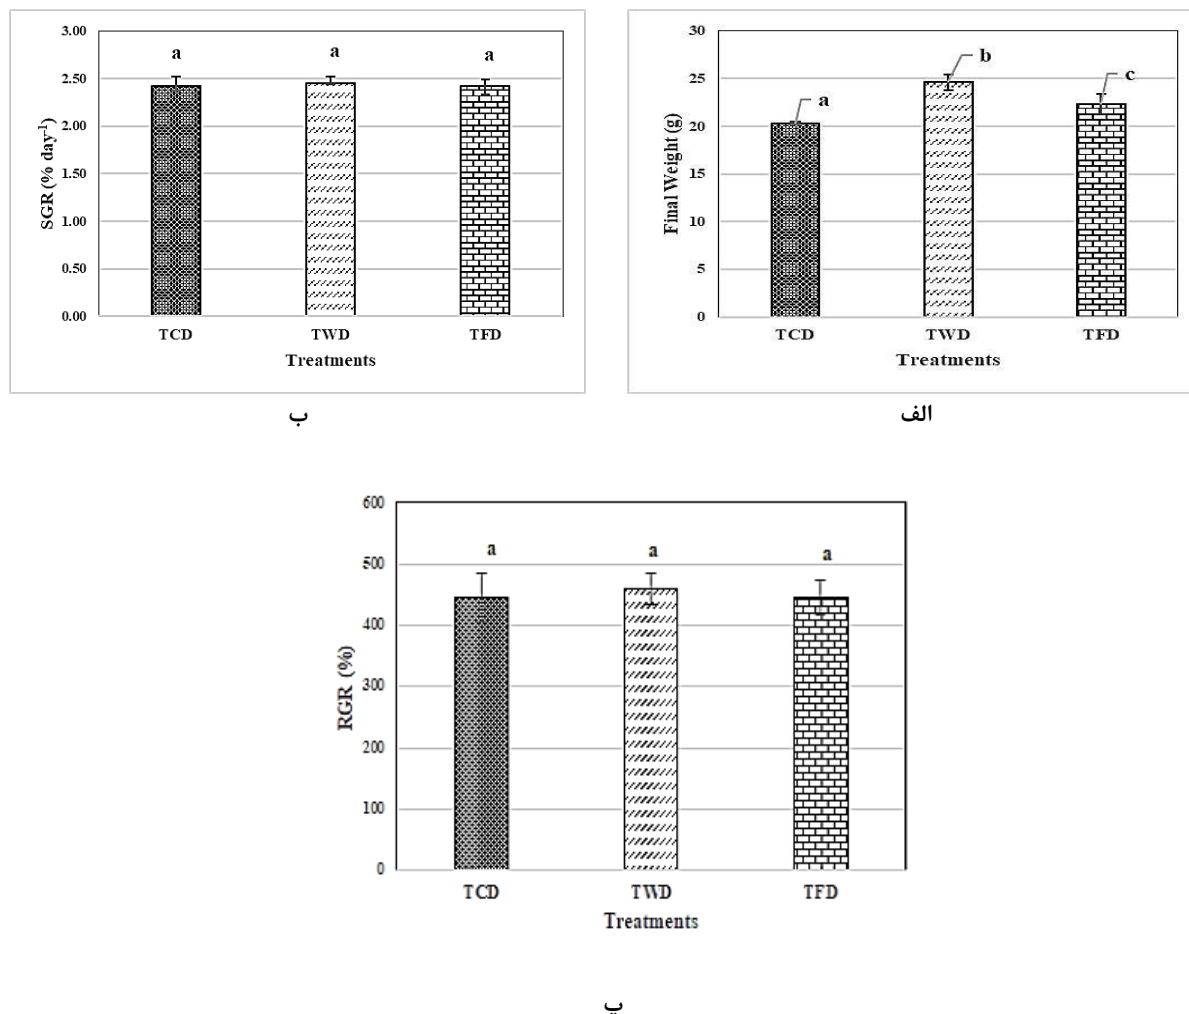 3.00
2.50
2.00
1.50
1.00
0.50
0.00
SGR (% day-1)
a
a
a
TCD
TWD
TFD
Treatments
ب
30
25
20
15
10
5
0
Final Weight (g)
a
b
c
TCD
TWD
TFD
Treatments
الف
600
500
400
300
200
100
0
RGR (%)
a
a
a
TCD
TWD
TFD
Treatments
پ